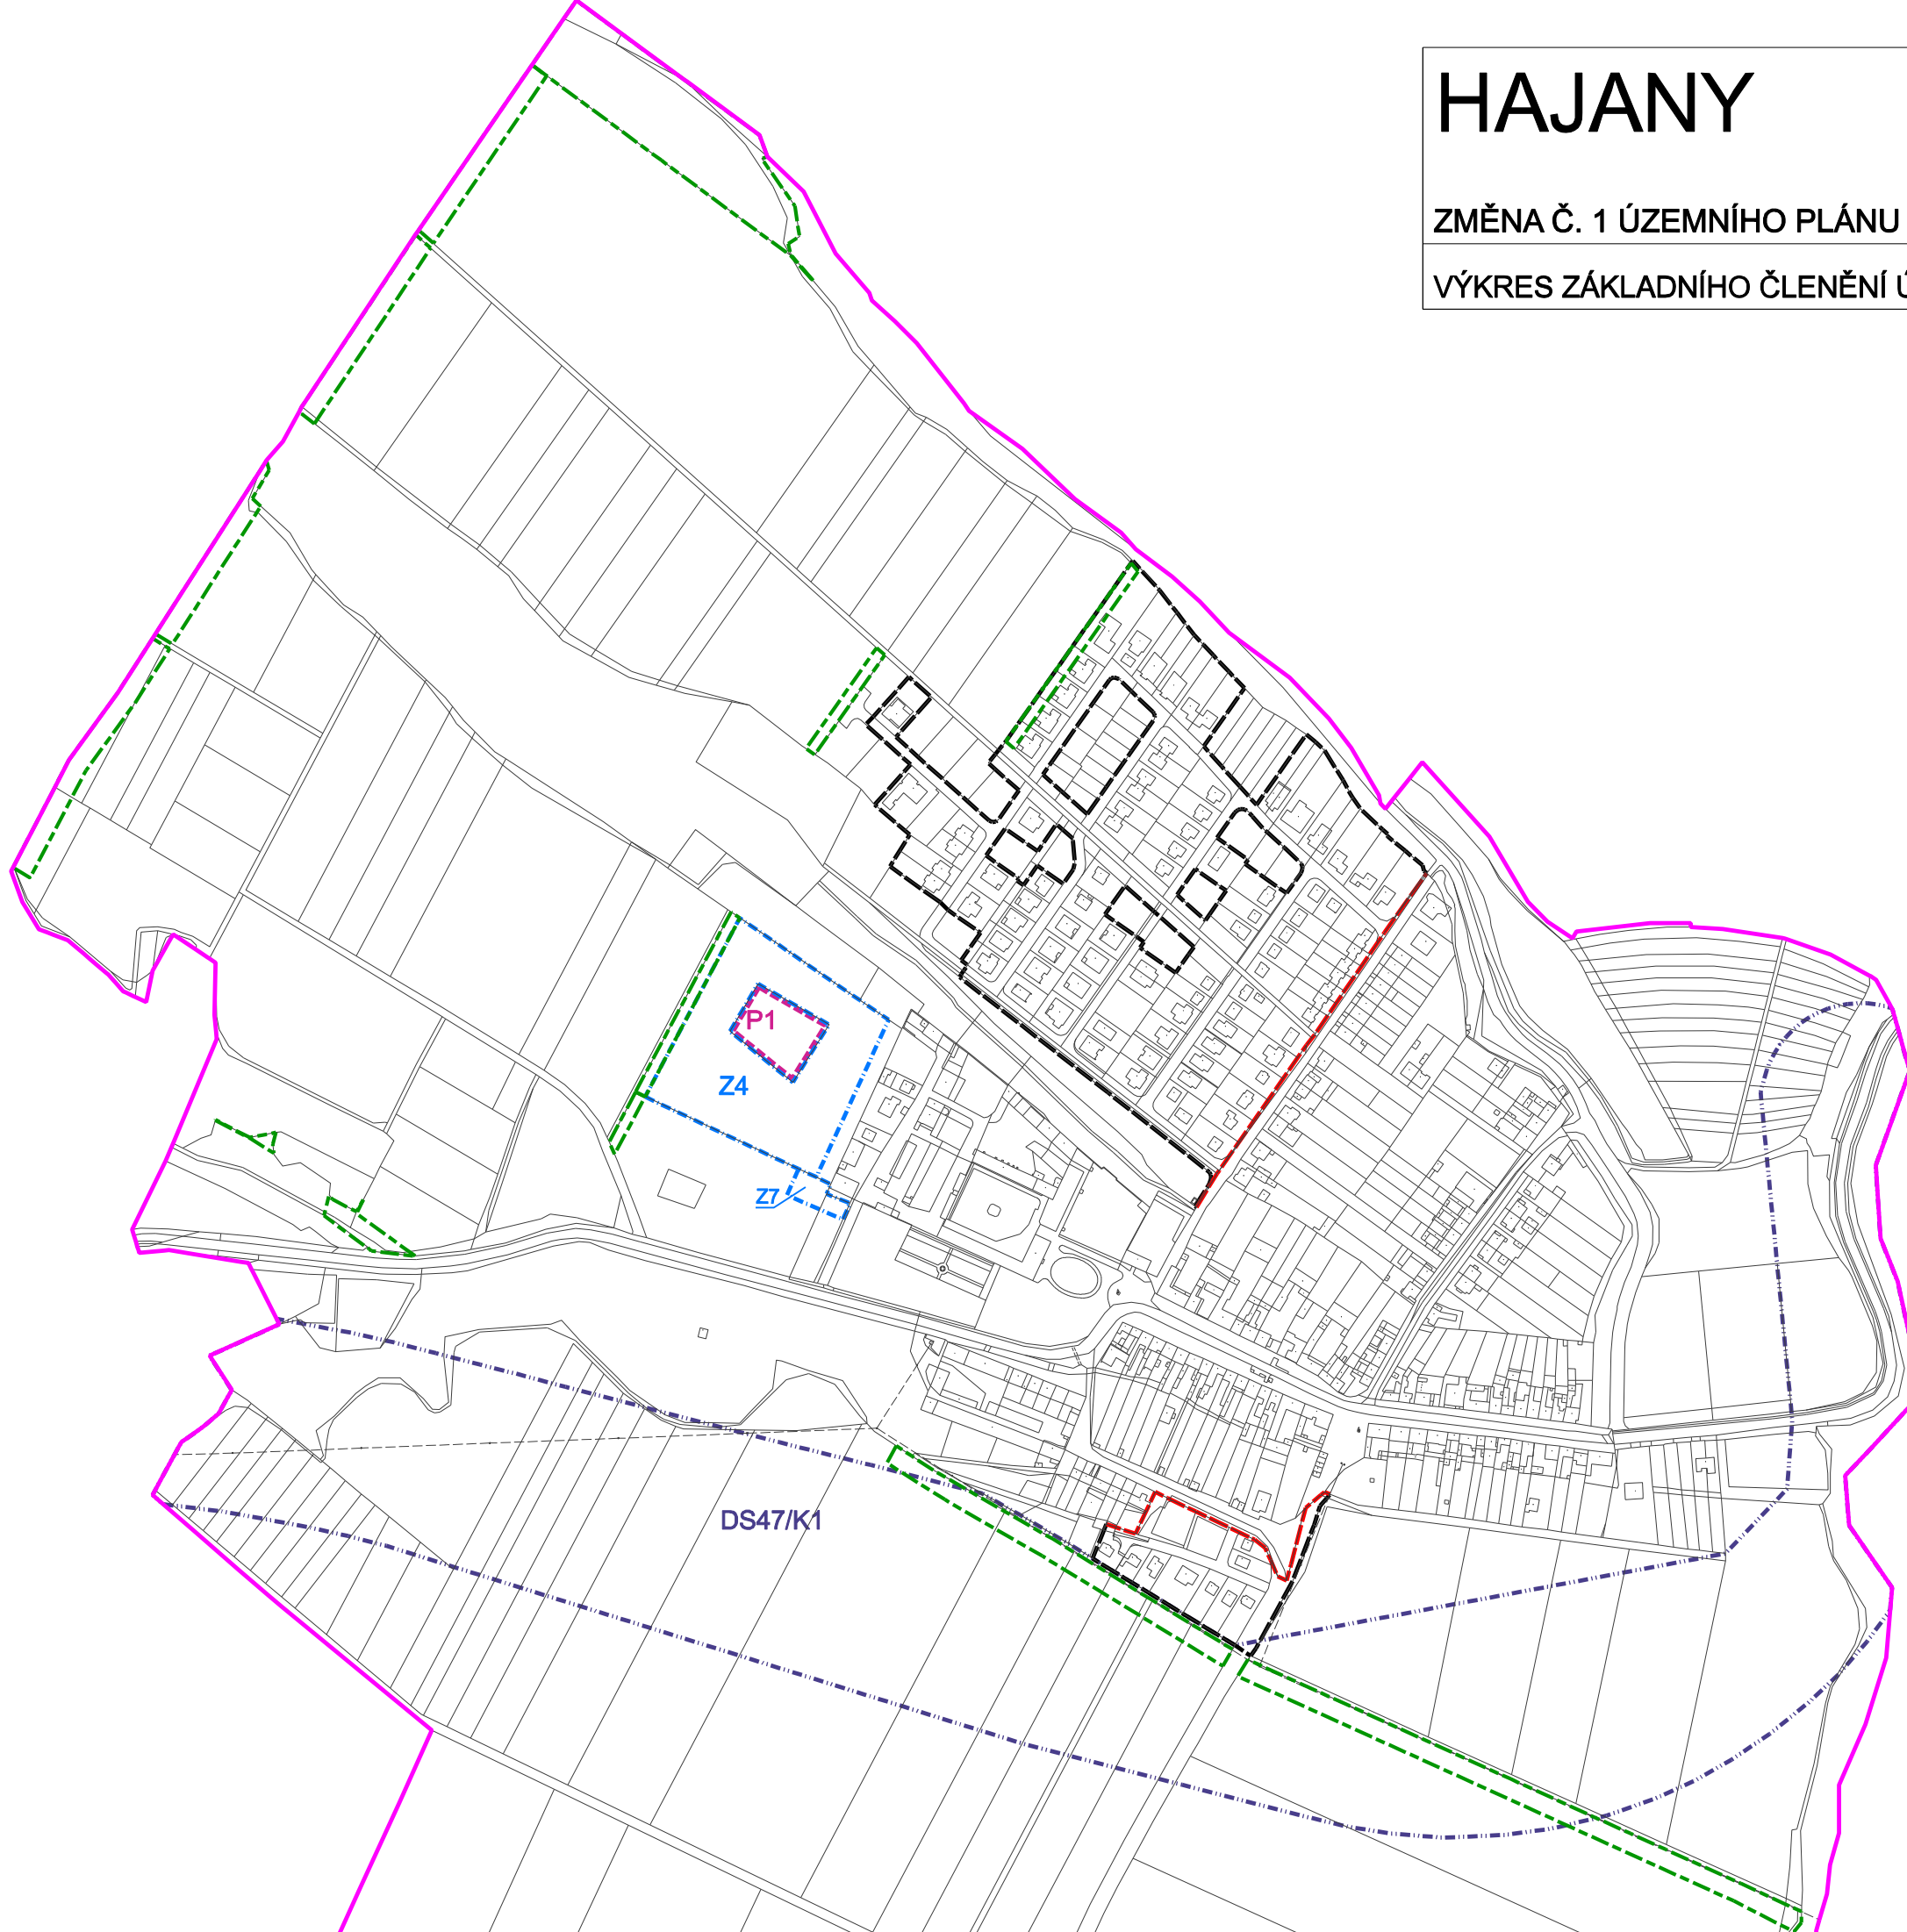 HAJANY
ZMĚNA Č. 1 ÚZEMNÍHO PLÁNU
VÝKRES ZÁKLADNÍHO ČLENĚNÍ
P1
Z4
Z7
DS47/K1